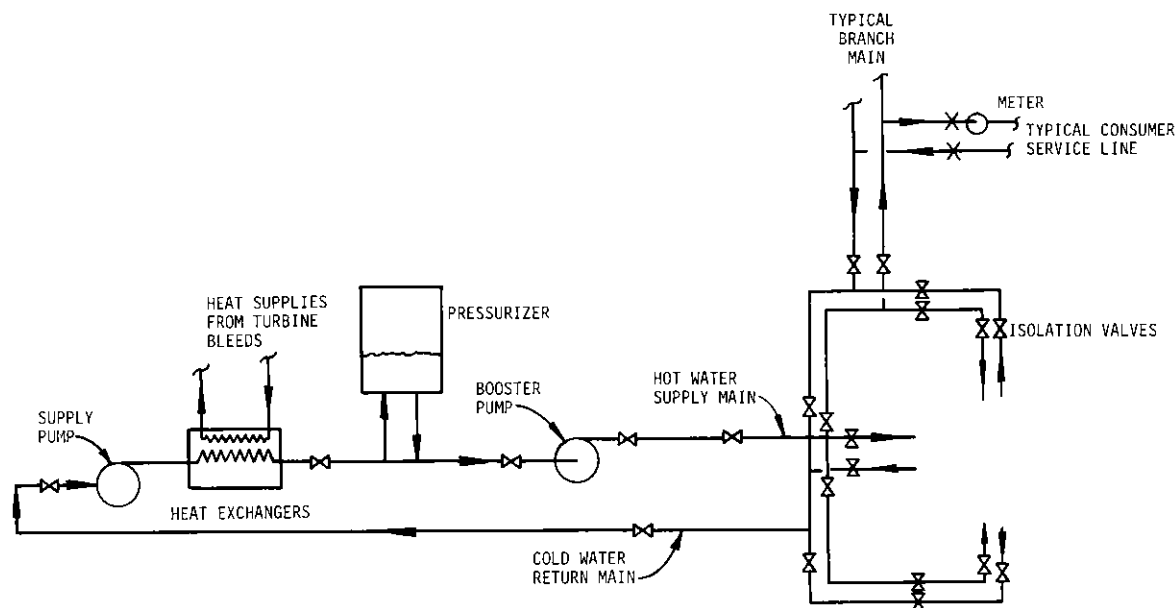 TYPICAL
BRANCH
MAIN
METER
TYPICAL CONSUMER
SERVICE LINE
HEAT SUPPLIES
FROM TURBINE
BLEEDS
PRESSURIZER
ISOLATION VALVES
BOOSTER
PUMP
HOT WATER
SUPPLY MAIN
SUPPLY
PUMP
HEAT EXCHANGERS
COLD WATER
RETURN MAIN